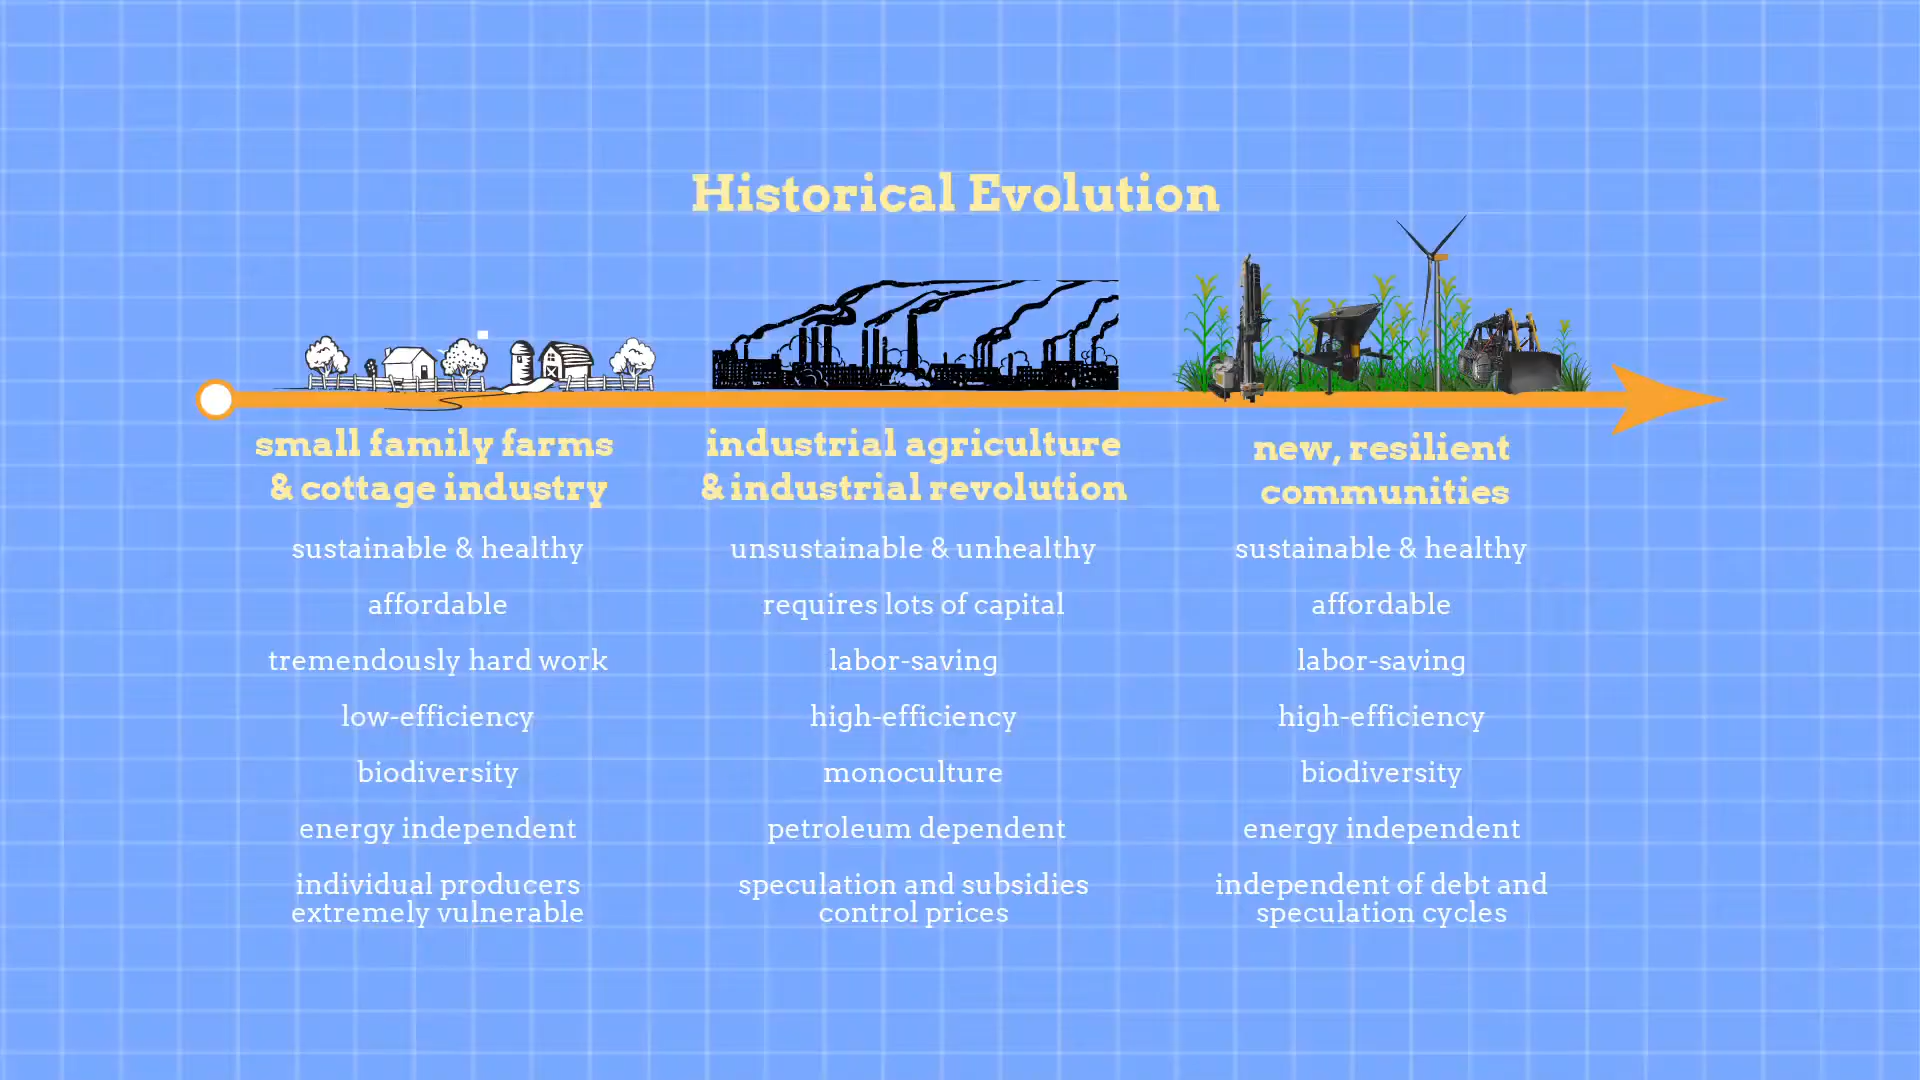 Historical Evolution
small family farms
& cottage industry
sustainable & healthy
affordable
tremendously hard work
low-efficiency
biodiversity
energy independent
individual producers
extremely vulnerable
industrial agriculture
& industrial revolution
unsustainable & unhealthy
requires lots of capital
labor-saving
high-efficiency
monoculture
petroleum dependent
speculation and subsidies
control prices
new, resilient
communities
sustainable & healthy
affordable
labor-saving
high-efficiency
biodiversity
energy independent
independent of debt and
speculation cycles